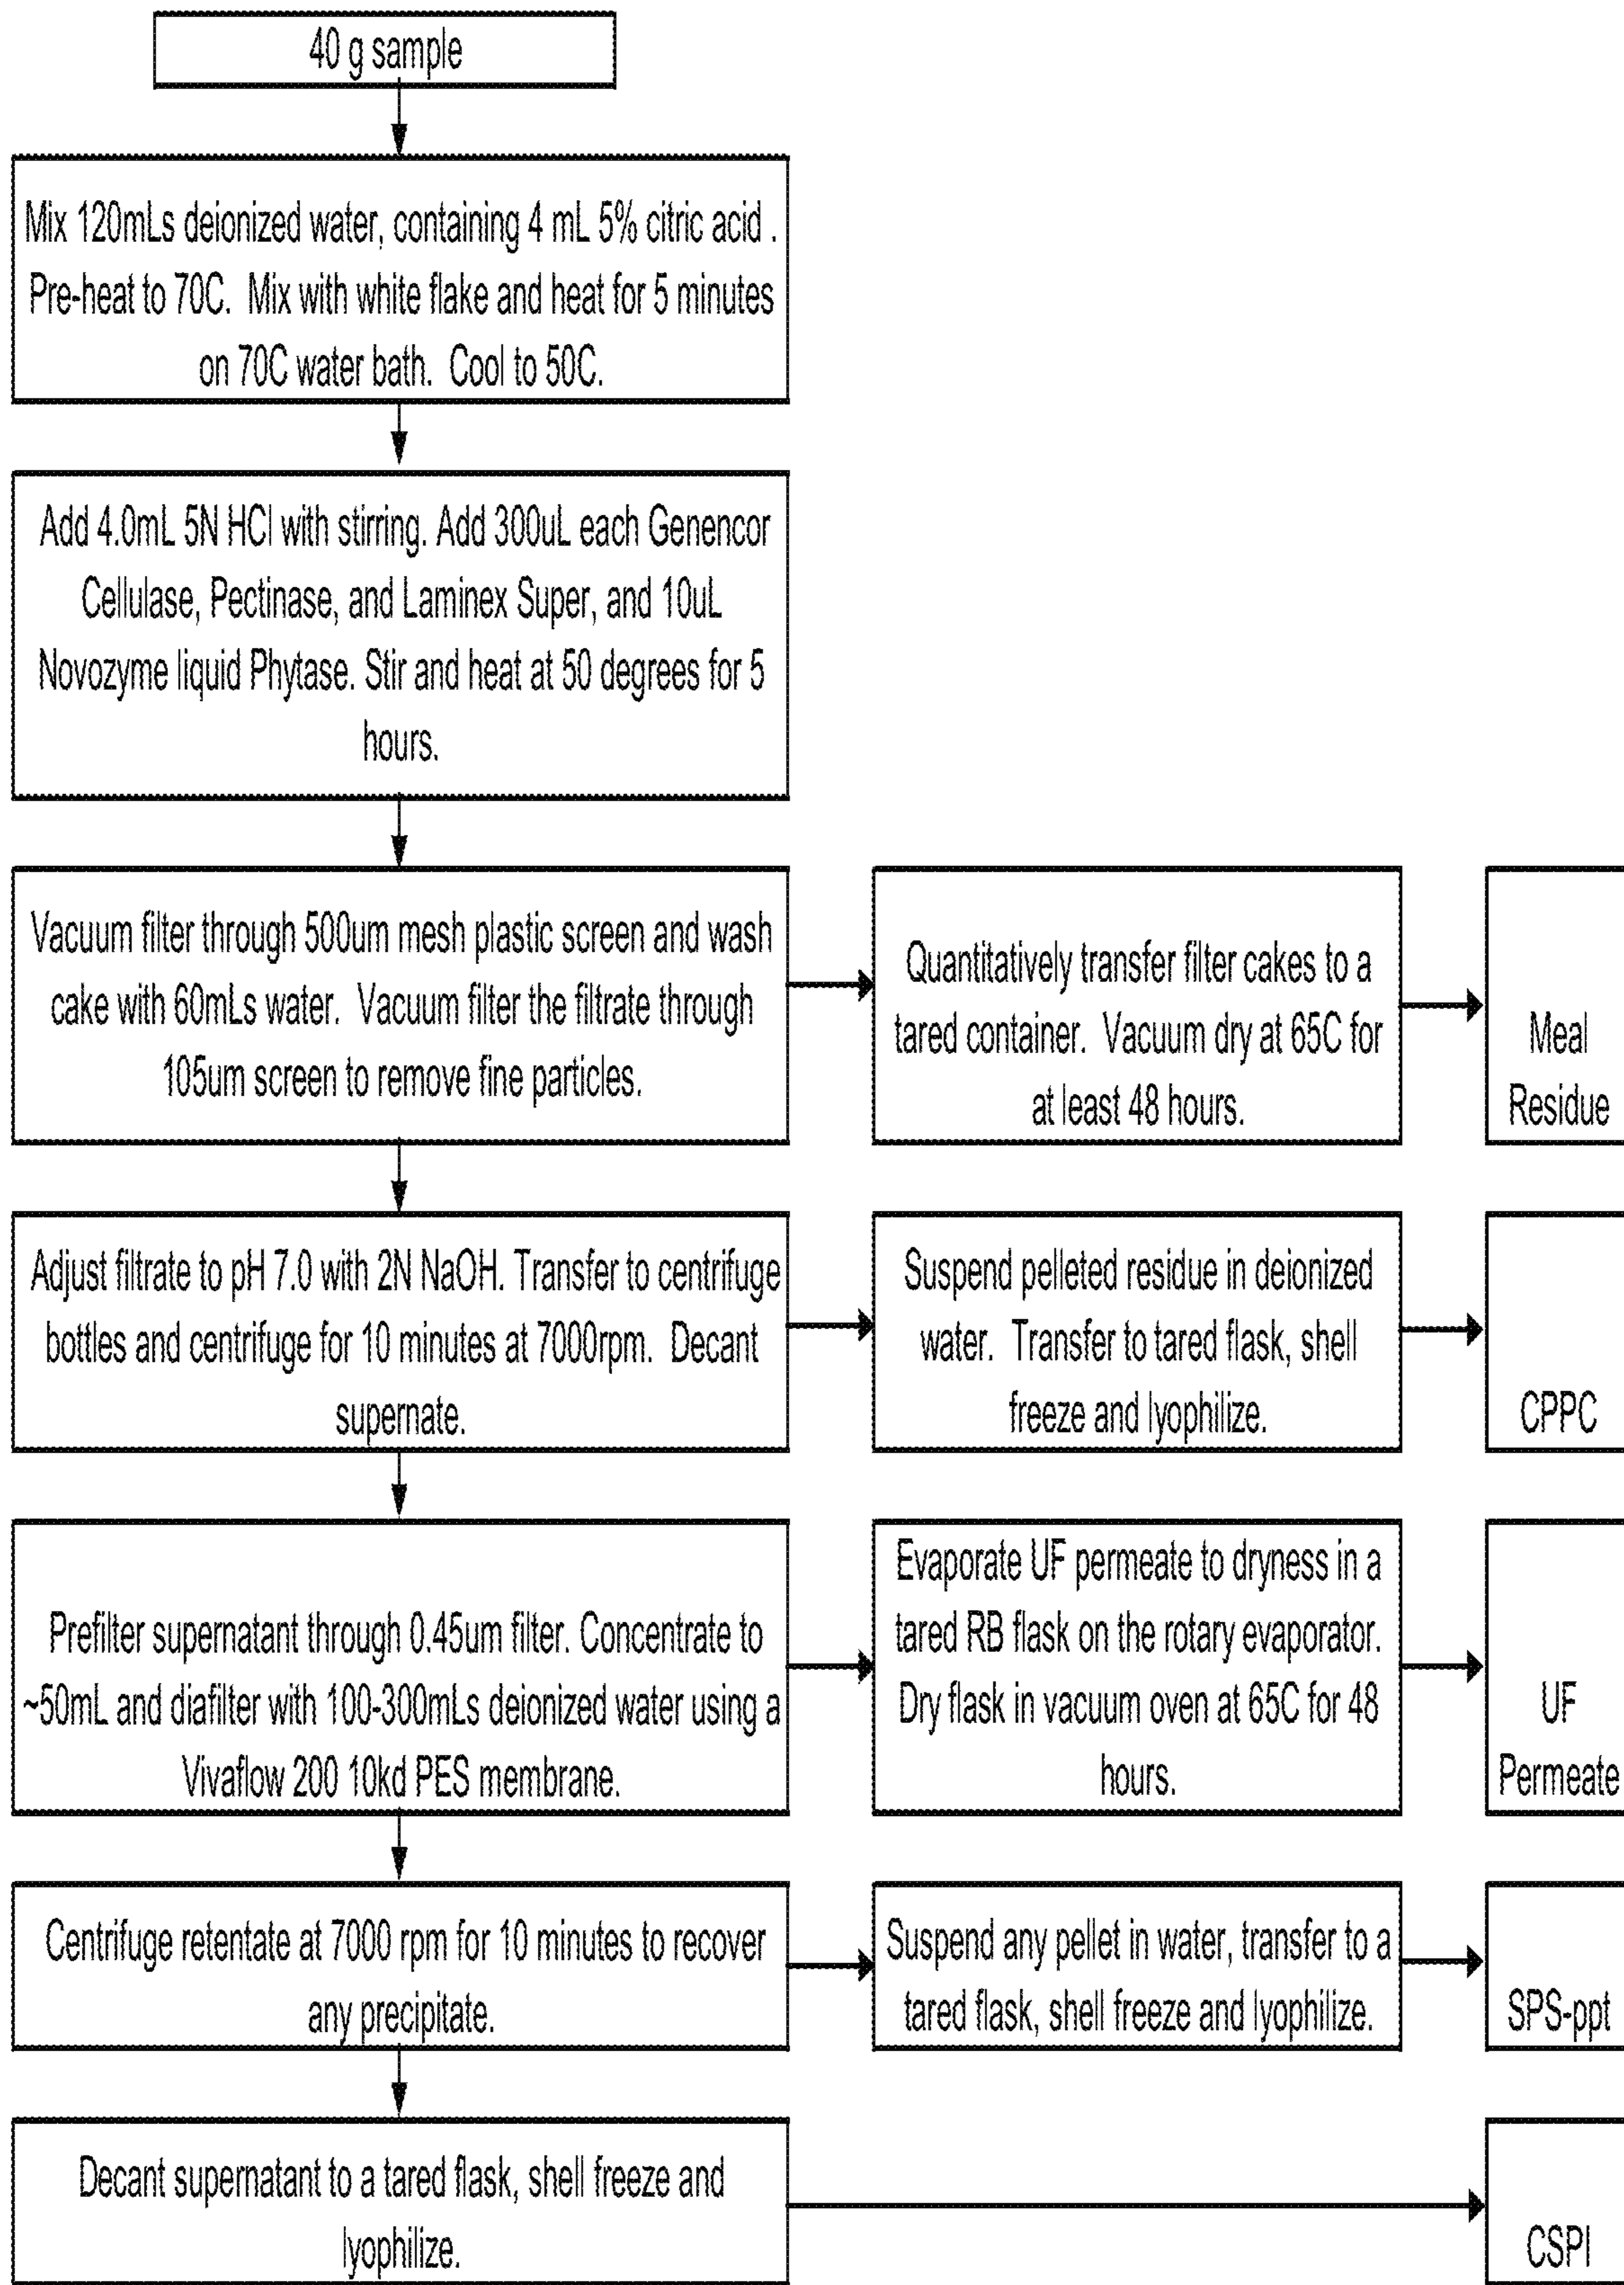 40 g sample
Mix 120mLs deionized water, containing 4 mL 5% citric acid .
Pre-heat to 70C. Mix with white flake and heat for 5 minutes
on 70C water bath. Cool to 50C.
Add 4.0mL 5N HCl with stirring. Add 300uL each Genencor
Cellulase, Pectinase, and Laminex Super, and 10uL
Novozyme liquid Phytase. Stir and heat at 50 degrees for 5
hours.
Vacuum filter through 500um mesh plastic screen and wash
cake with 60mLs water. Vacuum filter the filtrate through
105um screen to remove fine particles.
Quantitatively transfer filter cakes to a
tared container. Vacuum dry at 65C for
at least 48 hours.
Meal
Residue
Adjust filtrate to pH 7.0 with 2N NaOH. Transfer to centrifuge
bottles and centrifuge for 10 minutes at 7000rpm. Decant
supernate.
Suspend pelleted residue in deionized
water. Transfer to tared flask, shell
freeze and lyophilize.
CPPC
Prefilter supernatant through 0.45um filter. Concentrate to
~50mL and diafilter with 100-300mLs deionized water using a
Vivaflow 200 10kd PES membrane.
Evaporate UF permeate to dryness in a
tared RB flask on the rotary evaporator.
Dry flask in vacuum oven at 65C for 48
hours.
UF
Permeate
Centrifuge retentate at 7000 rpm for 10 minutes to recover
any precipitate.
Suspend any pellet in water, transfer to a
tared flask, shell freeze and lyophilize.
SPS-ppt
Decant supernatant to a tared flask, shell freeze and
lyophilize.
CSPI